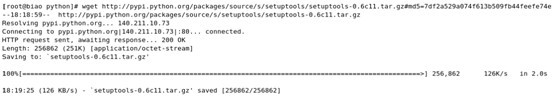 [root@biao python]# wget http://pypi.python.org/packages/source/s/setuptools/setuptools-0.6c11.tar.gz#md5=7df2a529a074f613b509fb44feefe74e
--18:18:59--  http://pypi.python.org/packages/source/s/setuptools/setuptools-0.6c11.tar.gz
Resolving pypi.python.org... 140.211.10.73
Connecting to pypi.python.org|140.211.10.73|:80... connected.
HTTP request sent, awaiting response... 200 OK
Length: 256862 (251K) [application/octet-stream]
Saving to: `setuptools-0.6c11.tar.gz'
100%[=====================================================================================>] 256,862     126K/s   in 2.0s
18:19:25 (126 KB/s) - `setuptools-0.6c11.tar.gz' saved [256862/256862]